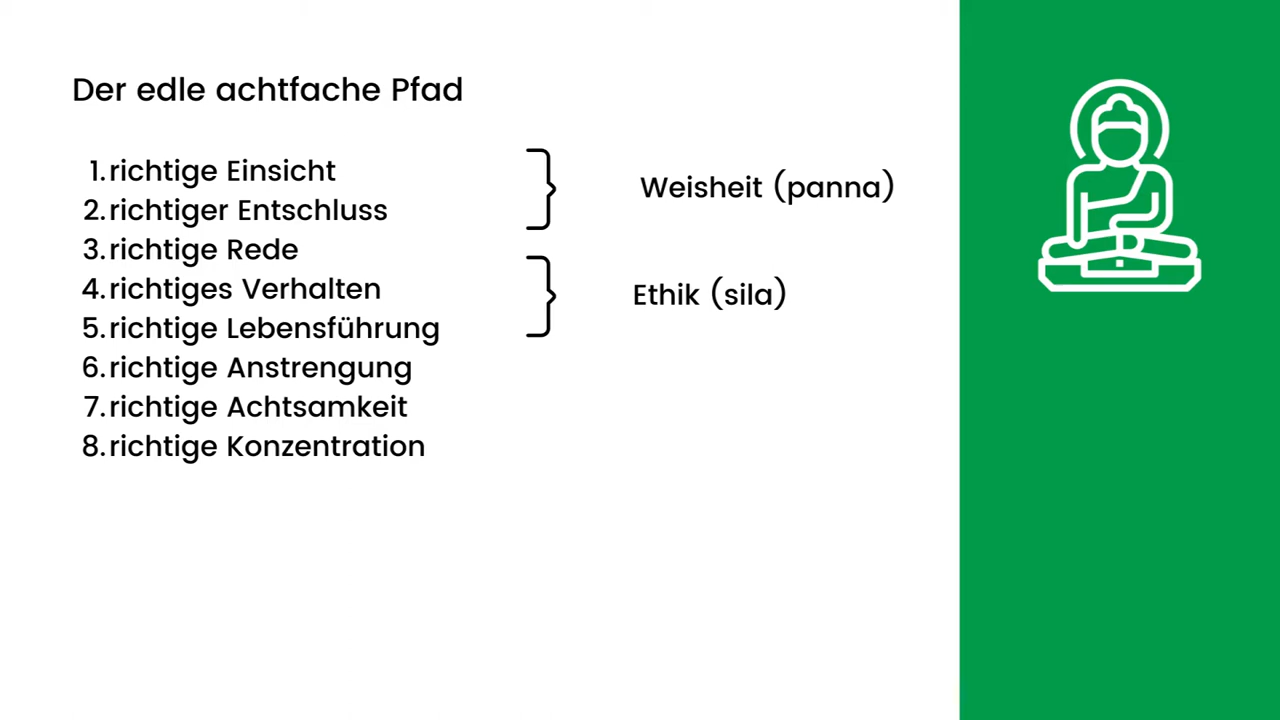 Der edle achtfache Pfad
1. richtige Einsicht
2. richtiger Entschluss
Weisheit (panna)
3. richtige Rede
4. richtiges Verhalten
5. richtige Lebensführung
Ethik (sila)
6. richtige Anstrengung
7. richtige Achtsamkeit
8. richtige Konzentration